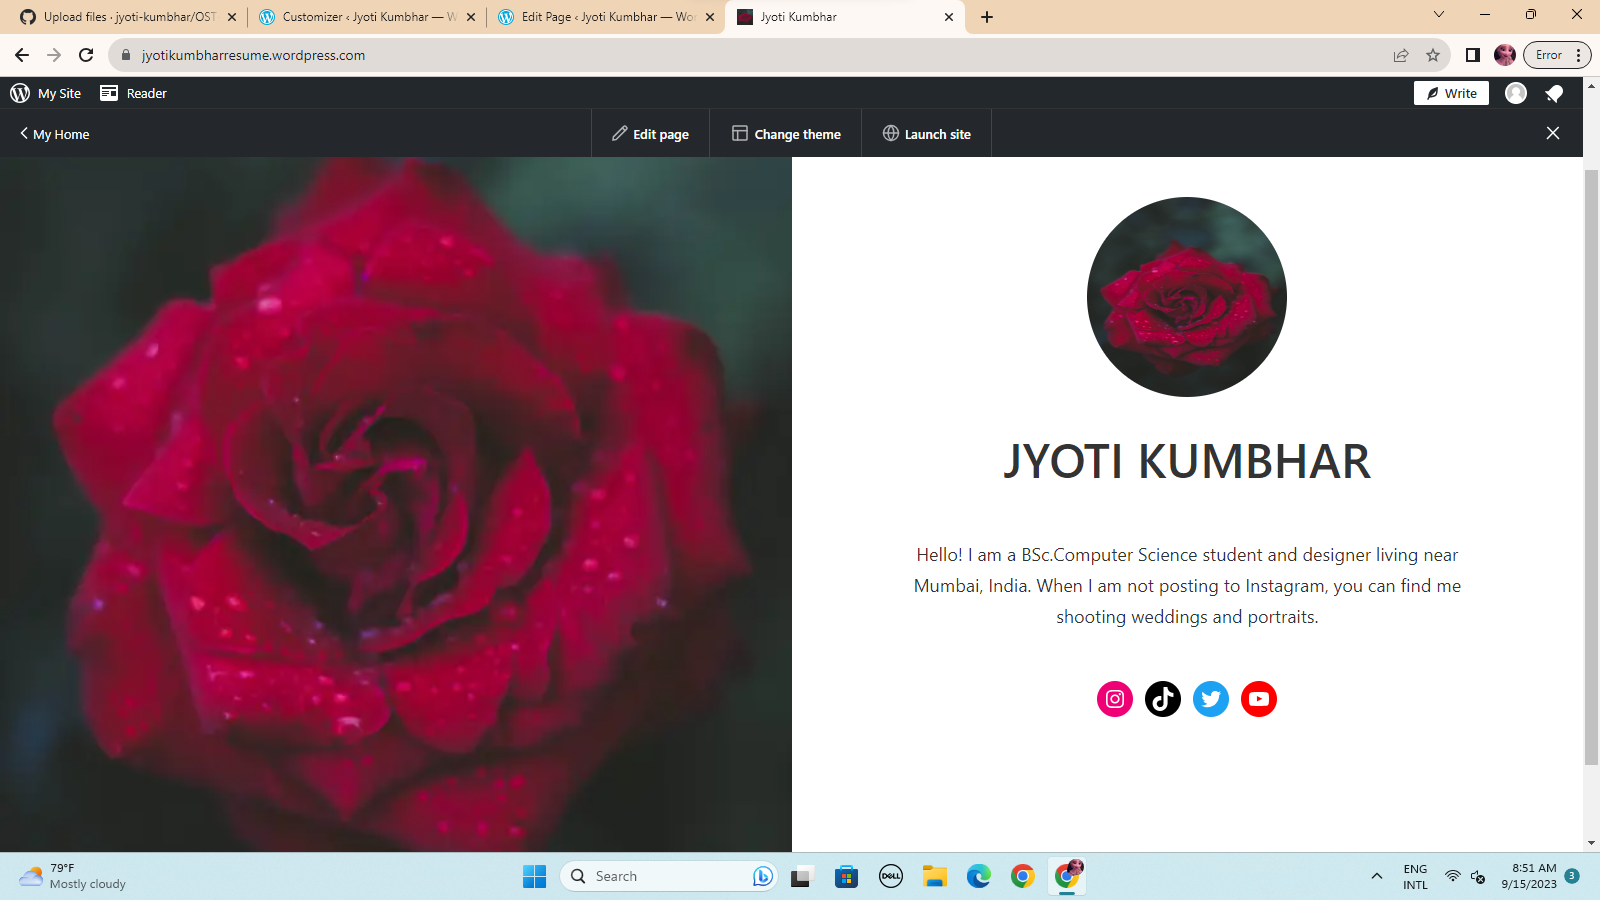 Upload files · jyoti-kumbhar/OST
Customizer ‹ Jyoti Kumbhar — W
Edit Page ‹ Jyoti Kumbhar — Wor
Jyoti Kumbhar
jyotikumbharresume.wordpress.com
Error
My Site
Reader
Write
My Home
Edit page
Change theme
Launch site
JYOTI KUMBHAR
Hello! I am a BSc.Computer Science student and designer living near
Mumbai, India. When I am not posting to Instagram, you can find me
shooting weddings and portraits.
79°F
Mostly cloudy
Search
DELL
ENG
INTL
8:51 AM
9/15/2023
3